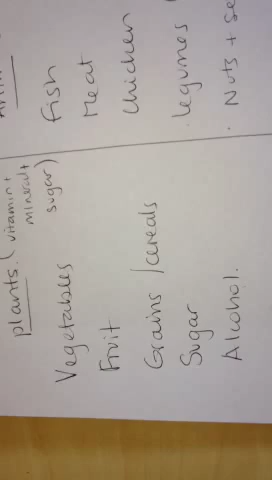 plants. (vitamin +
mineral +
sugar)
Vegetables
Fruit
Grains / cereals
Sugar
Alcohol.
Fish
Meat
Chicken
legumes
Nuts + se